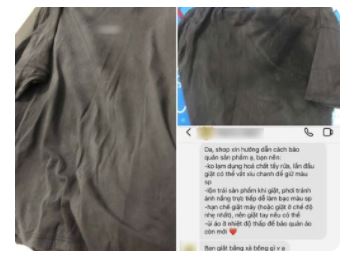 Dạ, shop xin hướng dẫn cách bảo
quản sản phẩm ạ, bạn nên:
-ko lạm dụng hoá chất tẩy rửa, lần đầu
giặt có thể vắt xíu chanh để giữ màu
sp
-lộn trái sản phẩm khi giặt, phơi tránh
ánh nắng trực tiếp dễ làm bạc màu sp
-hạn chế giặt máy (hoặc giặt ở chế độ
nhẹ nhất), nên giặt tay nếu có thể
-ủi áo ở nhiệt độ thấp để bảo quản áo
còn mới ❤️
Bạn giặt bằng xà bông gì v ạ